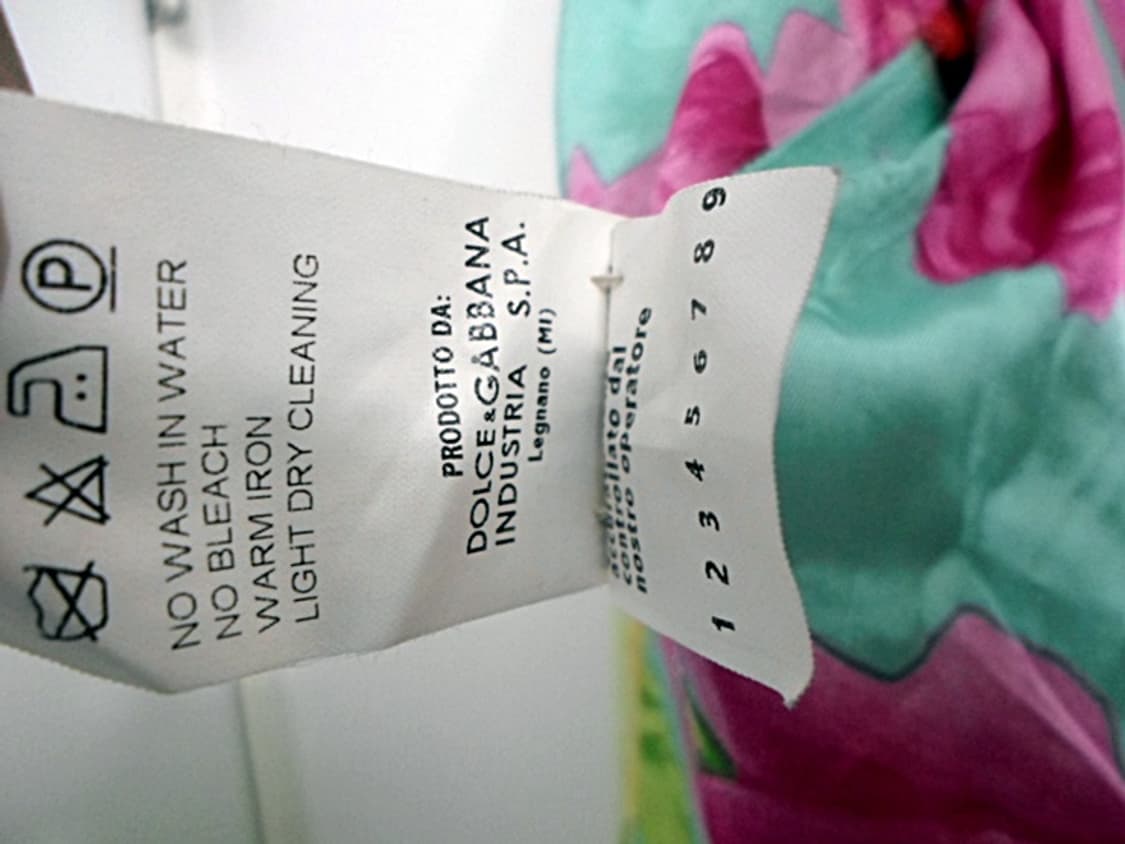 P
NO WASH IN WATER
NO BLEACH
WARM IRON
LIGHT DRY CLEANING
PRODOTTO DA:
DOLCE&GABBANA
INDUSTRIA S.P.A.
Legnano (MI)
controllato dal
nostro operatore
1 2 3 4 5 6 7 8 9